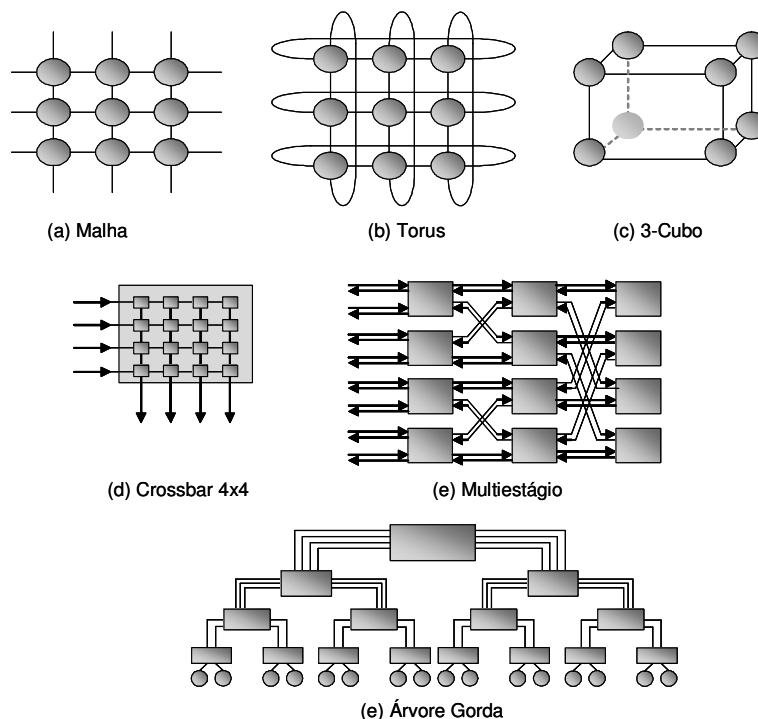 (a) Malha
(b) Torus
(c) 3-Cubo
(d) Crossbar 4x4
(e) Multiestágio
(e) Árvore Gorda